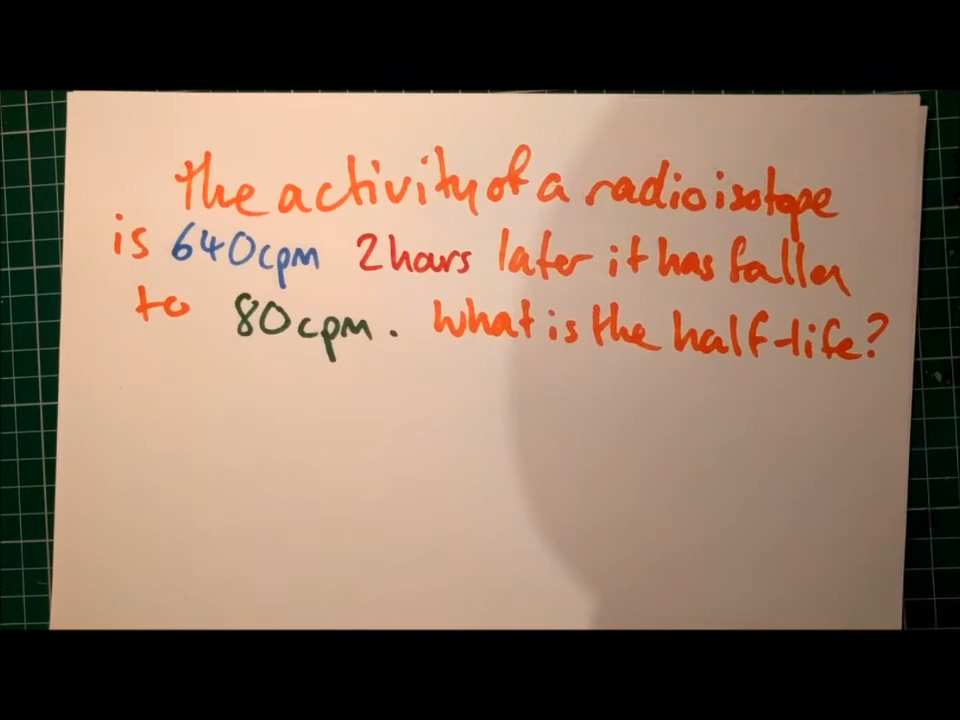 The activity of a radioisotope
is 640cpm 2 hours later it has fallen
to 80cpm. What is the half-life?